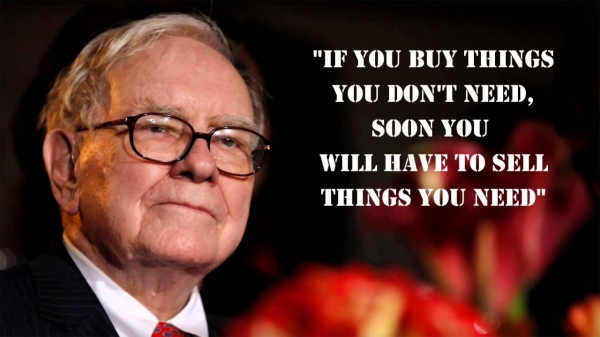 "IF YOU BUY THINGS
YOU DON'T NEED,
SOON YOU
WILL HAVE TO SELL
THINGS YOU NEED"